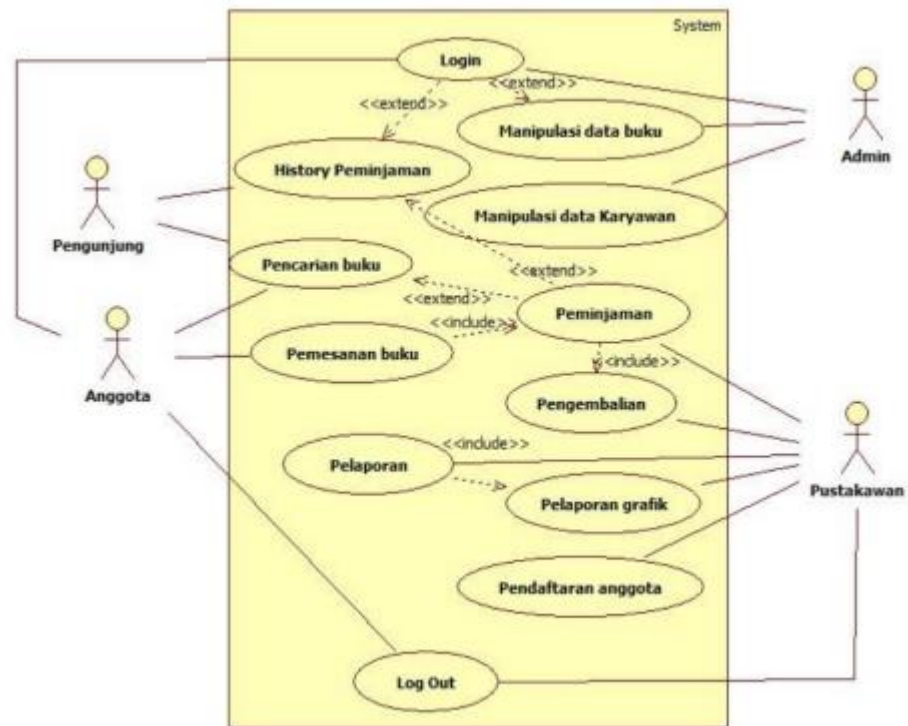 System
Login
<<extend>>
<<extend>>
Manipulasi data buku
Admin
History Peminjaman
Manipulasi data Karyawan
Pengunjung
Pencarian buku
<<extend>>
<<extend>>
Peminjaman
<<include>>
Pemesanan buku
Anggota
<<include>>
Pengembalian
<<include>>
Pelaporan
Pelaporan grafik
Pustakawan
Pendaftaran anggota
Log Out